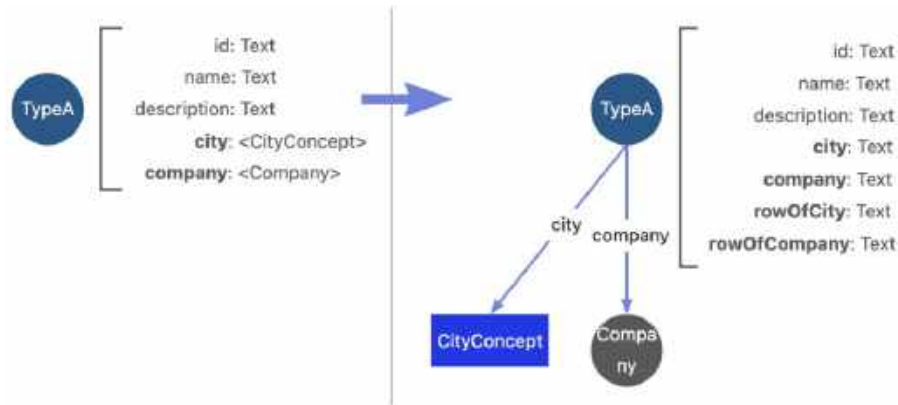 TypeA
id: Text
name: Text
description: Text
city: <CityConcept>
company: <Company>
TypeA
id: Text
name: Text
description: Text
city: Text
company: Text
rowOfCity: Text
rowOfCompany: Text
city
company
CityConcept
Compa
ny